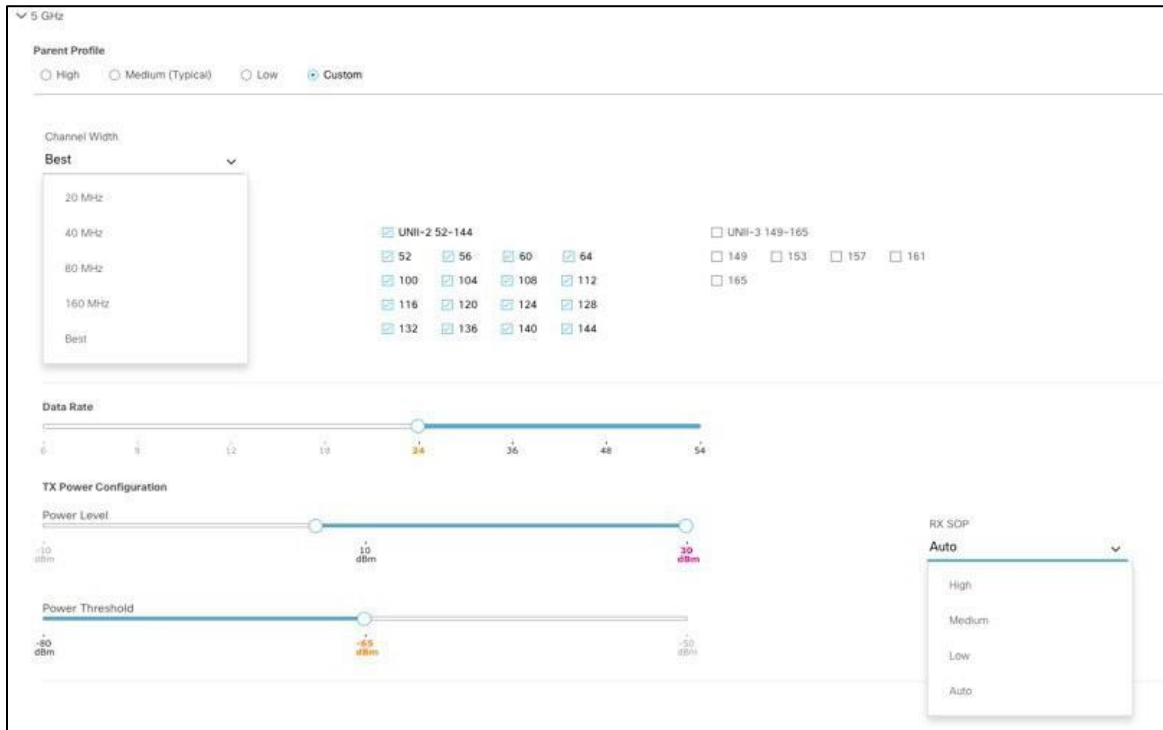 5 GHz
Parent Profile
High Medium (Typical) Low Custom
Channel Width
Best
20 MHz
40 MHz
80 MHz
160 MHz
Best
UNII-2 52-144
52 56 60 64
100 104 108 112
116 120 124 128
132 136 140 144
UNII-3 149-165
149 153 157 161
165
Data Rate
6 9 12 18 24 36 48 54
TX Power Configuration
Power Level
-10 dBm
10 dBm
30 dBm
Power Threshold
-80 dBm
-65 dBm
-50 dBm
RX SOP
Auto
High
Medium
Low
Auto